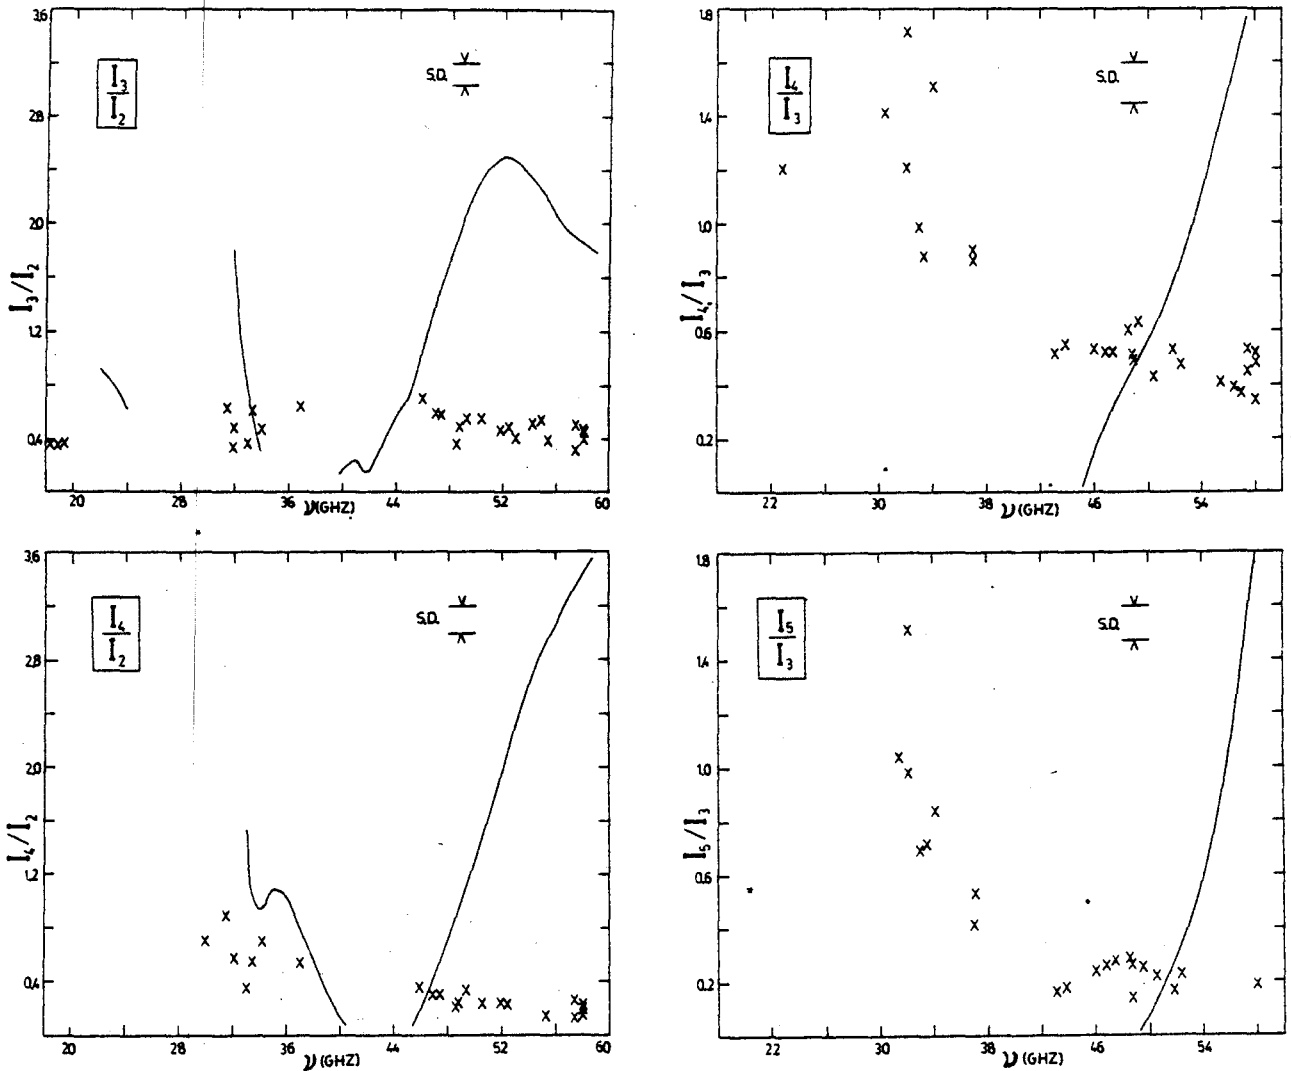 3.6
2.8
2.0
1.2
0.4
I₃/I₂
I₃
I₂
S.D.
20
28
36
44
52
60
ν(GHZ)
1.8
1.4
1.0
0.6
0.2
I₄/I₃
I₄
I₃
S.D.
22
30
38
46
54
ν(GHZ)
3.6
2.8
2.0
1.2
0.4
I₄/I₂
I₄
I₂
S.D.
20
28
36
44
52
60
ν(GHZ)
1.8
1.4
1.0
0.6
0.2
I₅/I₃
I₅
I₃
S.D.
22
30
38
46
54
ν(GHZ)